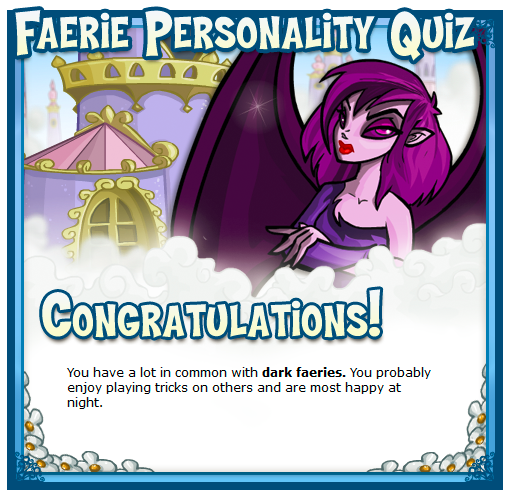 Faerie Personality Quiz
Congratulations!
You have a lot in common with dark faeries. You probably
enjoy playing tricks on others and are most happy at
night.